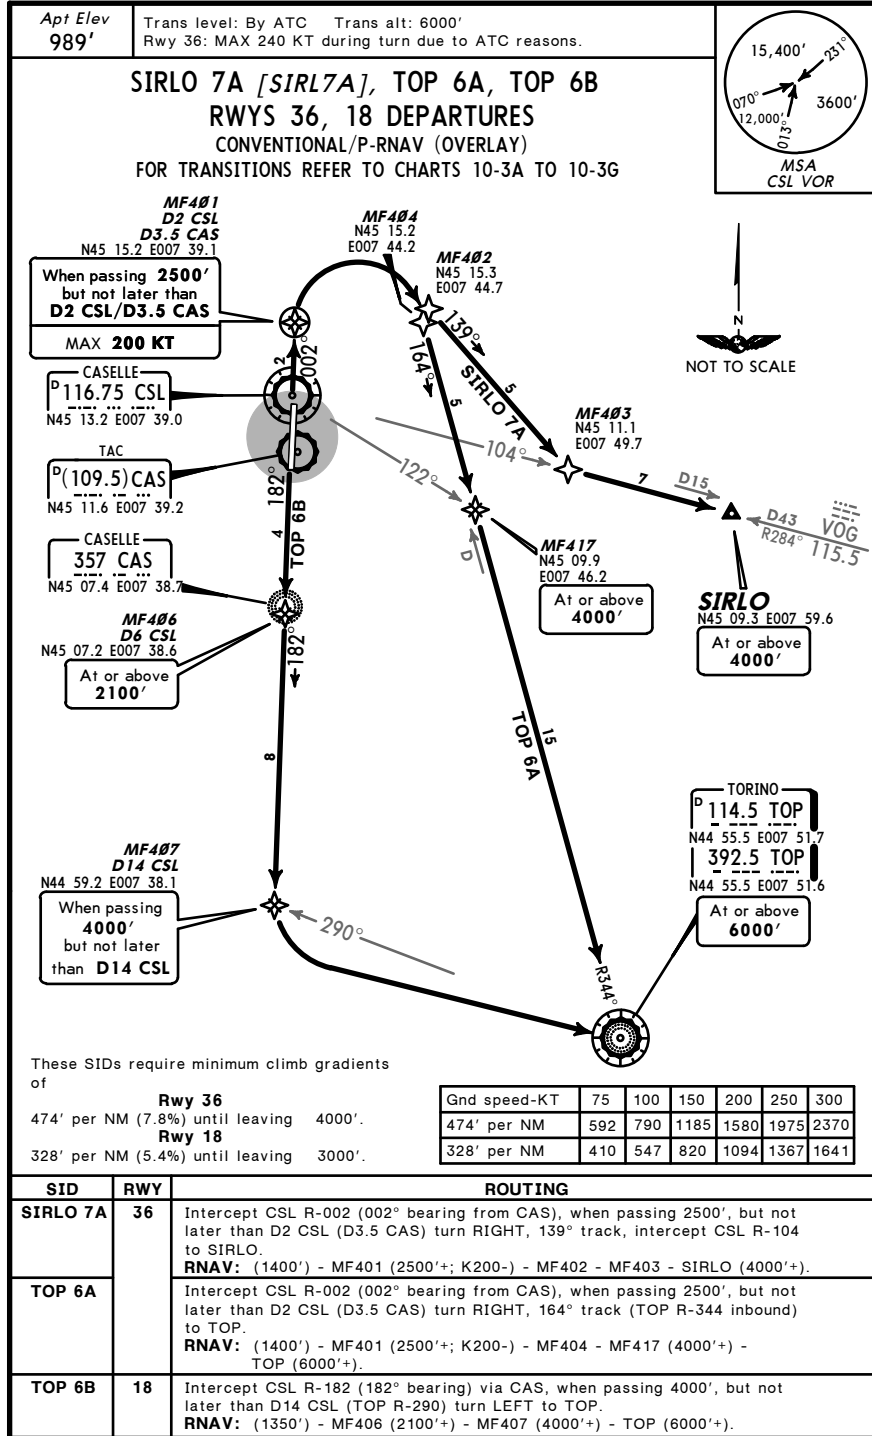 Apt Elev
989'
Trans level: By ATC Trans alt: 6000'
Rwy 36: MAX 240 KT during turn due to ATC reasons.
SIRLO 7A [SIRL7A], TOP 6A, TOP 6B
RWYS 36, 18 DEPARTURES
CONVENTIONAL/P-RNAV (OVERLAY)
FOR TRANSITIONS REFER TO CHARTS 10-3A TO 10-3G
15,400'
231°
070°
3600'
12,000'
013°
MSA
CSL VOR
MF4Ø1
D2 CSL
D3.5 CAS
N45 15.2 E007 39.1
When passing 2500'
but not later than
D2 CSL/D3.5 CAS
MAX 200 KT
MF4Ø4
N45 15.2
E007 44.2
MF4Ø2
N45 15.3
E007 44.7
N
NOT TO SCALE
2
002°
139°
164°
5
SIRLO 7A
5
CASELLE
D 116.75 CSL
N45 13.2 E007 39.0
MF4Ø3
N45 11.1
E007 49.7
TAC
D (109.5) CAS
N45 11.6 E007 39.2
104°
122°
7
D15
D43
VOG
R284° 115.5
182°
4
TOP 6B
CASELLE
357 CAS
N45 07.4 E007 38.7
D
MF417
N45 09.9
E007 46.2
At or above
4000'
SIRLO
N45 09.3 E007 59.6
At or above
4000'
MF4Ø6
D6 CSL
N45 07.2 E007 38.6
At or above
2100'
182°
8
TOP 6A
15
TORINO
D 114.5 TOP
N44 55.5 E007 51.7
392.5 TOP
N44 55.5 E007 51.6
At or above
6000'
MF4Ø7
D14 CSL
N44 59.2 E007 38.1
When passing
4000'
but not later
than D14 CSL
290°
R344°
These SIDs require minimum climb gradients
of
Rwy 36
474' per NM (7.8%) until leaving 4000'.
Rwy 18
328' per NM (5.4%) until leaving 3000'.
Gnd speed-KT 75 100 150 200 250 300
474' per NM 592 790 1185 1580 1975 2370
328' per NM 410 547 820 1094 1367 1641
SID RWY ROUTING
SIRLO 7A 36 Intercept CSL R-002 (002° bearing from CAS), when passing 2500', but not
later than D2 CSL (D3.5 CAS) turn RIGHT, 139° track, intercept CSL R-104
to SIRLO.
RNAV: (1400') - MF401 (2500'+; K200-) - MF402 - MF403 - SIRLO (4000'+).
TOP 6A Intercept CSL R-002 (002° bearing from CAS), when passing 2500', but not
later than D2 CSL (D3.5 CAS) turn RIGHT, 164° track (TOP R-344 inbound)
to TOP.
RNAV: (1400') - MF401 (2500'+; K200-) - MF404 - MF417 (4000'+) -
TOP (6000'+).
TOP 6B 18 Intercept CSL R-182 (182° bearing) via CAS, when passing 4000', but not
later than D14 CSL (TOP R-290) turn LEFT to TOP.
RNAV: (1350') - MF406 (2100'+) - MF407 (4000'+) - TOP (6000'+).